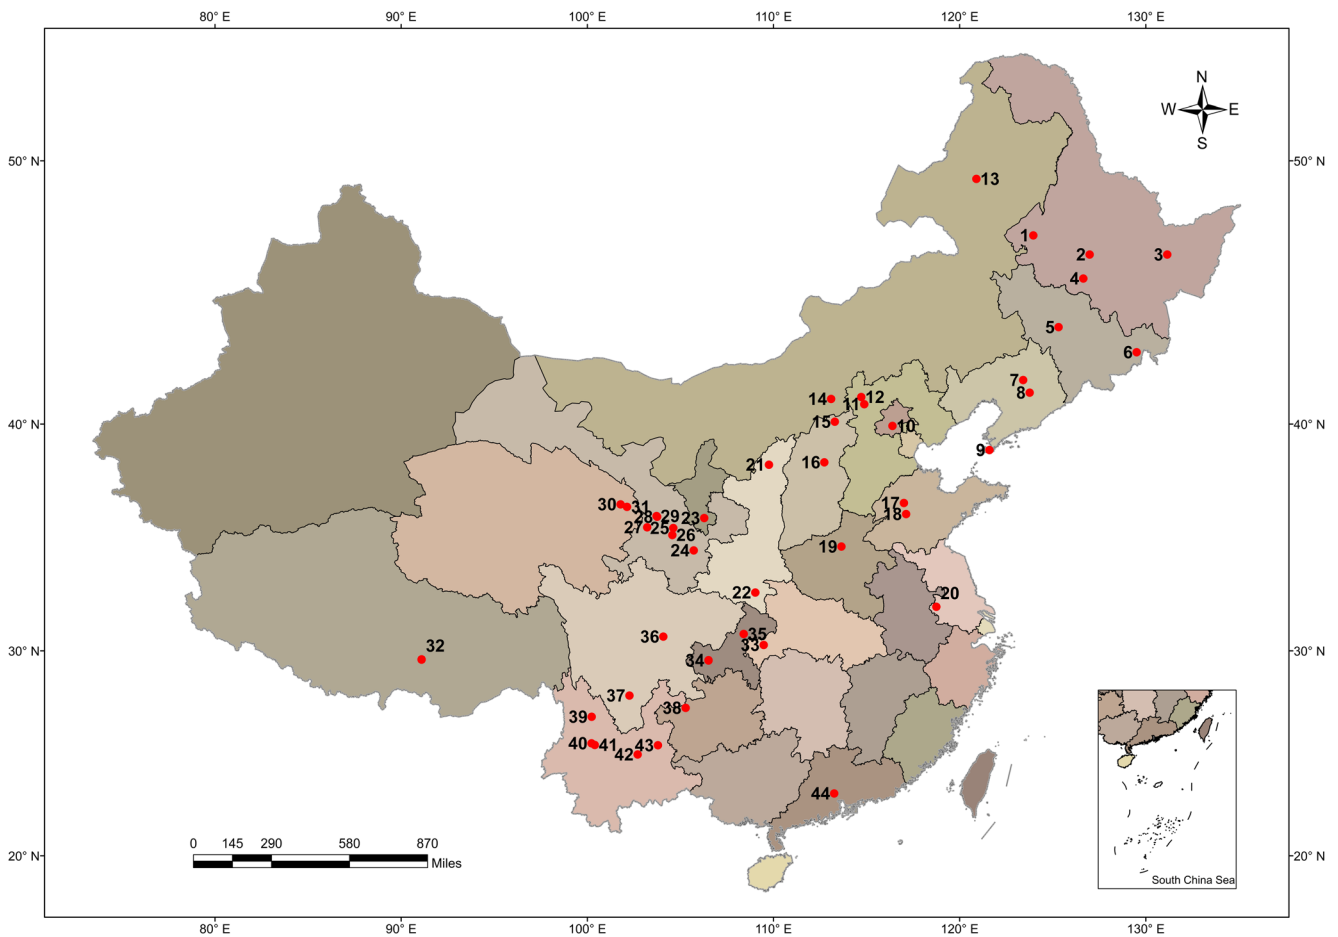 80° E 90° E 100° E 110° E 120° E 130° E
N
W E
S
50° N 50° N
13
1
2 3
4
5
6
7
8
14 12
11
15 10
40° N 40° N
9
21 16
30 31 17
28 29 23 18
27 25
26
24 19
22 20
36 35
33
32 34
30° N 30° N
37
38
39
40 41 43
42
44
0 145 290 580 870
Miles
20° N 20° N
South China Sea
80° E 90° E 100° E 110° E 120° E 130° E